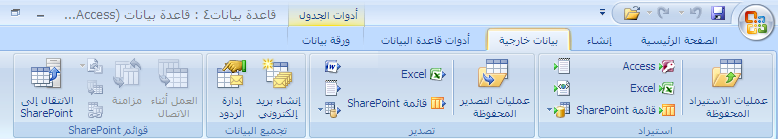 قاعدة بيانات٤ : قاعدة بيانات (Access...
أدوات الجدول
الصفحة الرئيسية
إنشاء
بيانات خارجية
أدوات قاعدة البيانات
ورقة بيانات
عمليات الاستيراد المحفوظة
Access
Excel
قائمة SharePoint
استيراد
عمليات التصدير المحفوظة
Excel
قائمة SharePoint
تصدير
إنشاء بريد إلكتروني
إدارة الردود
تجميع البيانات
العمل أثناء الاتصال
مزامنة
الانتقال إلى SharePoint
قوائم SharePoint